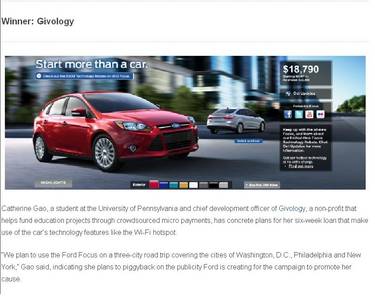 Winner: Givology
Start more than a car.
$18,790
Get Updates
HIGHLIGHTS
Exterior
Catherine Gao, a student at the University of Pennsylvania and chief development officer of Givology, a non-profit that
helps fund education projects through crowdsourced micro payments, has concrete plans for her six-week loan that make
use of the car's technology features like the Wi-Fi hotspot.
"We plan to use the Ford Focus on a three-city road trip covering the cities of Washington, D.C., Philadelphia and New
York," Gao said, indicating she plans to piggyback on the publicity Ford is creating for the campaign to promote her
cause.